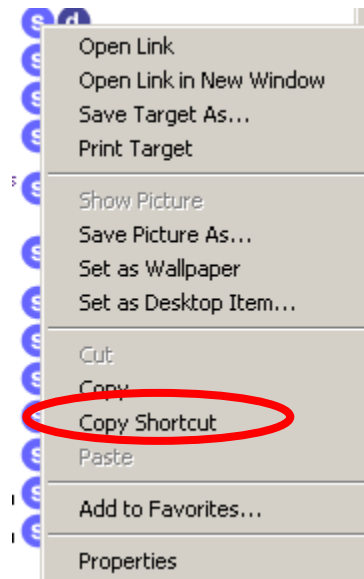 s d
s
Open Link
s
Open Link in New Window
s
Save Target As...
s
Print Target
s
Show Picture
Save Picture As...
s
Set as Wallpaper
s
Set as Desktop Item...
s
Cut
s
Copy
s
Copy Shortcut
s
Paste
s
Add to Favorites...
s
Properties